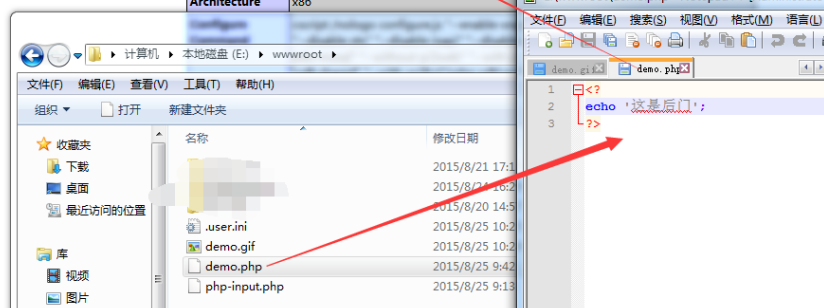 Architecture
x86
Configure
Command
计算机 ▸ 本地磁盘 (E:) ▸ wwwroot ▸
文件(F) 编辑(E) 查看(V) 工具(T) 帮助(H)
组织 打开 新建文件夹
收藏夹
下载
桌面
最近访问的位置
库
视频
图片
名称 修改日期
2015/8/21 17:1
2015/8/24 16:2
2015/8/20 14:5
.user.ini 2015/8/25 10:2
demo.gif 2015/8/25 10:2
demo.php 2015/8/25 9:42
php-input.php 2015/8/25 9:13
文件(F) 编辑(E) 搜索(S) 视图(V) 格式(M) 语言(L)
demo.gif demo.php
1 <?
2 echo '这是后门';
3 ?>